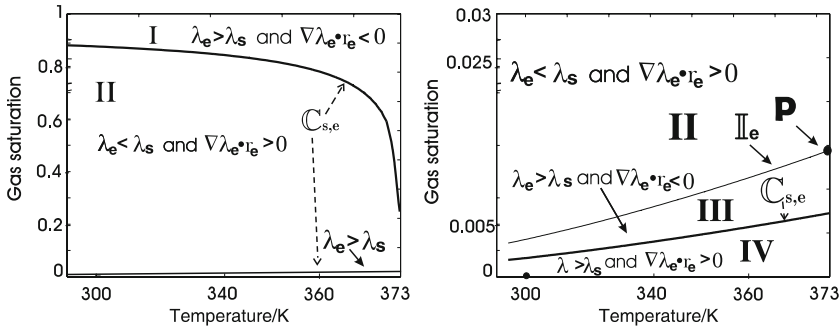 1
I λₑ>λₛ and ∇λₑ•rₑ<0
0.8
II
0.6
ℂₛ,ₑ
λₑ<λₛ and ∇λₑ•rₑ>0
0.4
0.2
λₑ>λₛ
0
300 340 360 373
Temperature/K
Gas saturation
0.03
λₑ<λₛ and ∇λₑ•rₑ>0
0.025
II 𝕀ₑ P
λₑ>λₛ and ∇λₑ•rₑ<0
ℂₛ,ₑ
0.005
III
IV
λ>λₛ and ∇λₑ•rₑ>0
0
300 340 360 373
Temperature/K
Gas saturation